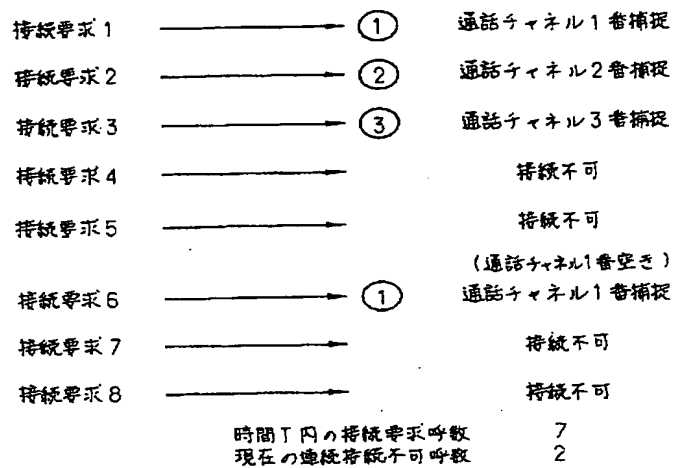 接続要求1 ① 通話チャネル1番捕捉
接続要求2 ② 通話チャネル2番捕捉
接続要求3 ③ 通話チャネル3番捕捉
接続要求4 接続不可
接続要求5 接続不可
(通話チャネル1番空き)
接続要求6 ① 通話チャネル1番捕捉
接続要求7 接続不可
接続要求8 接続不可
時間T内の接続要求呼数 7
現在の連続接続不可呼数 2